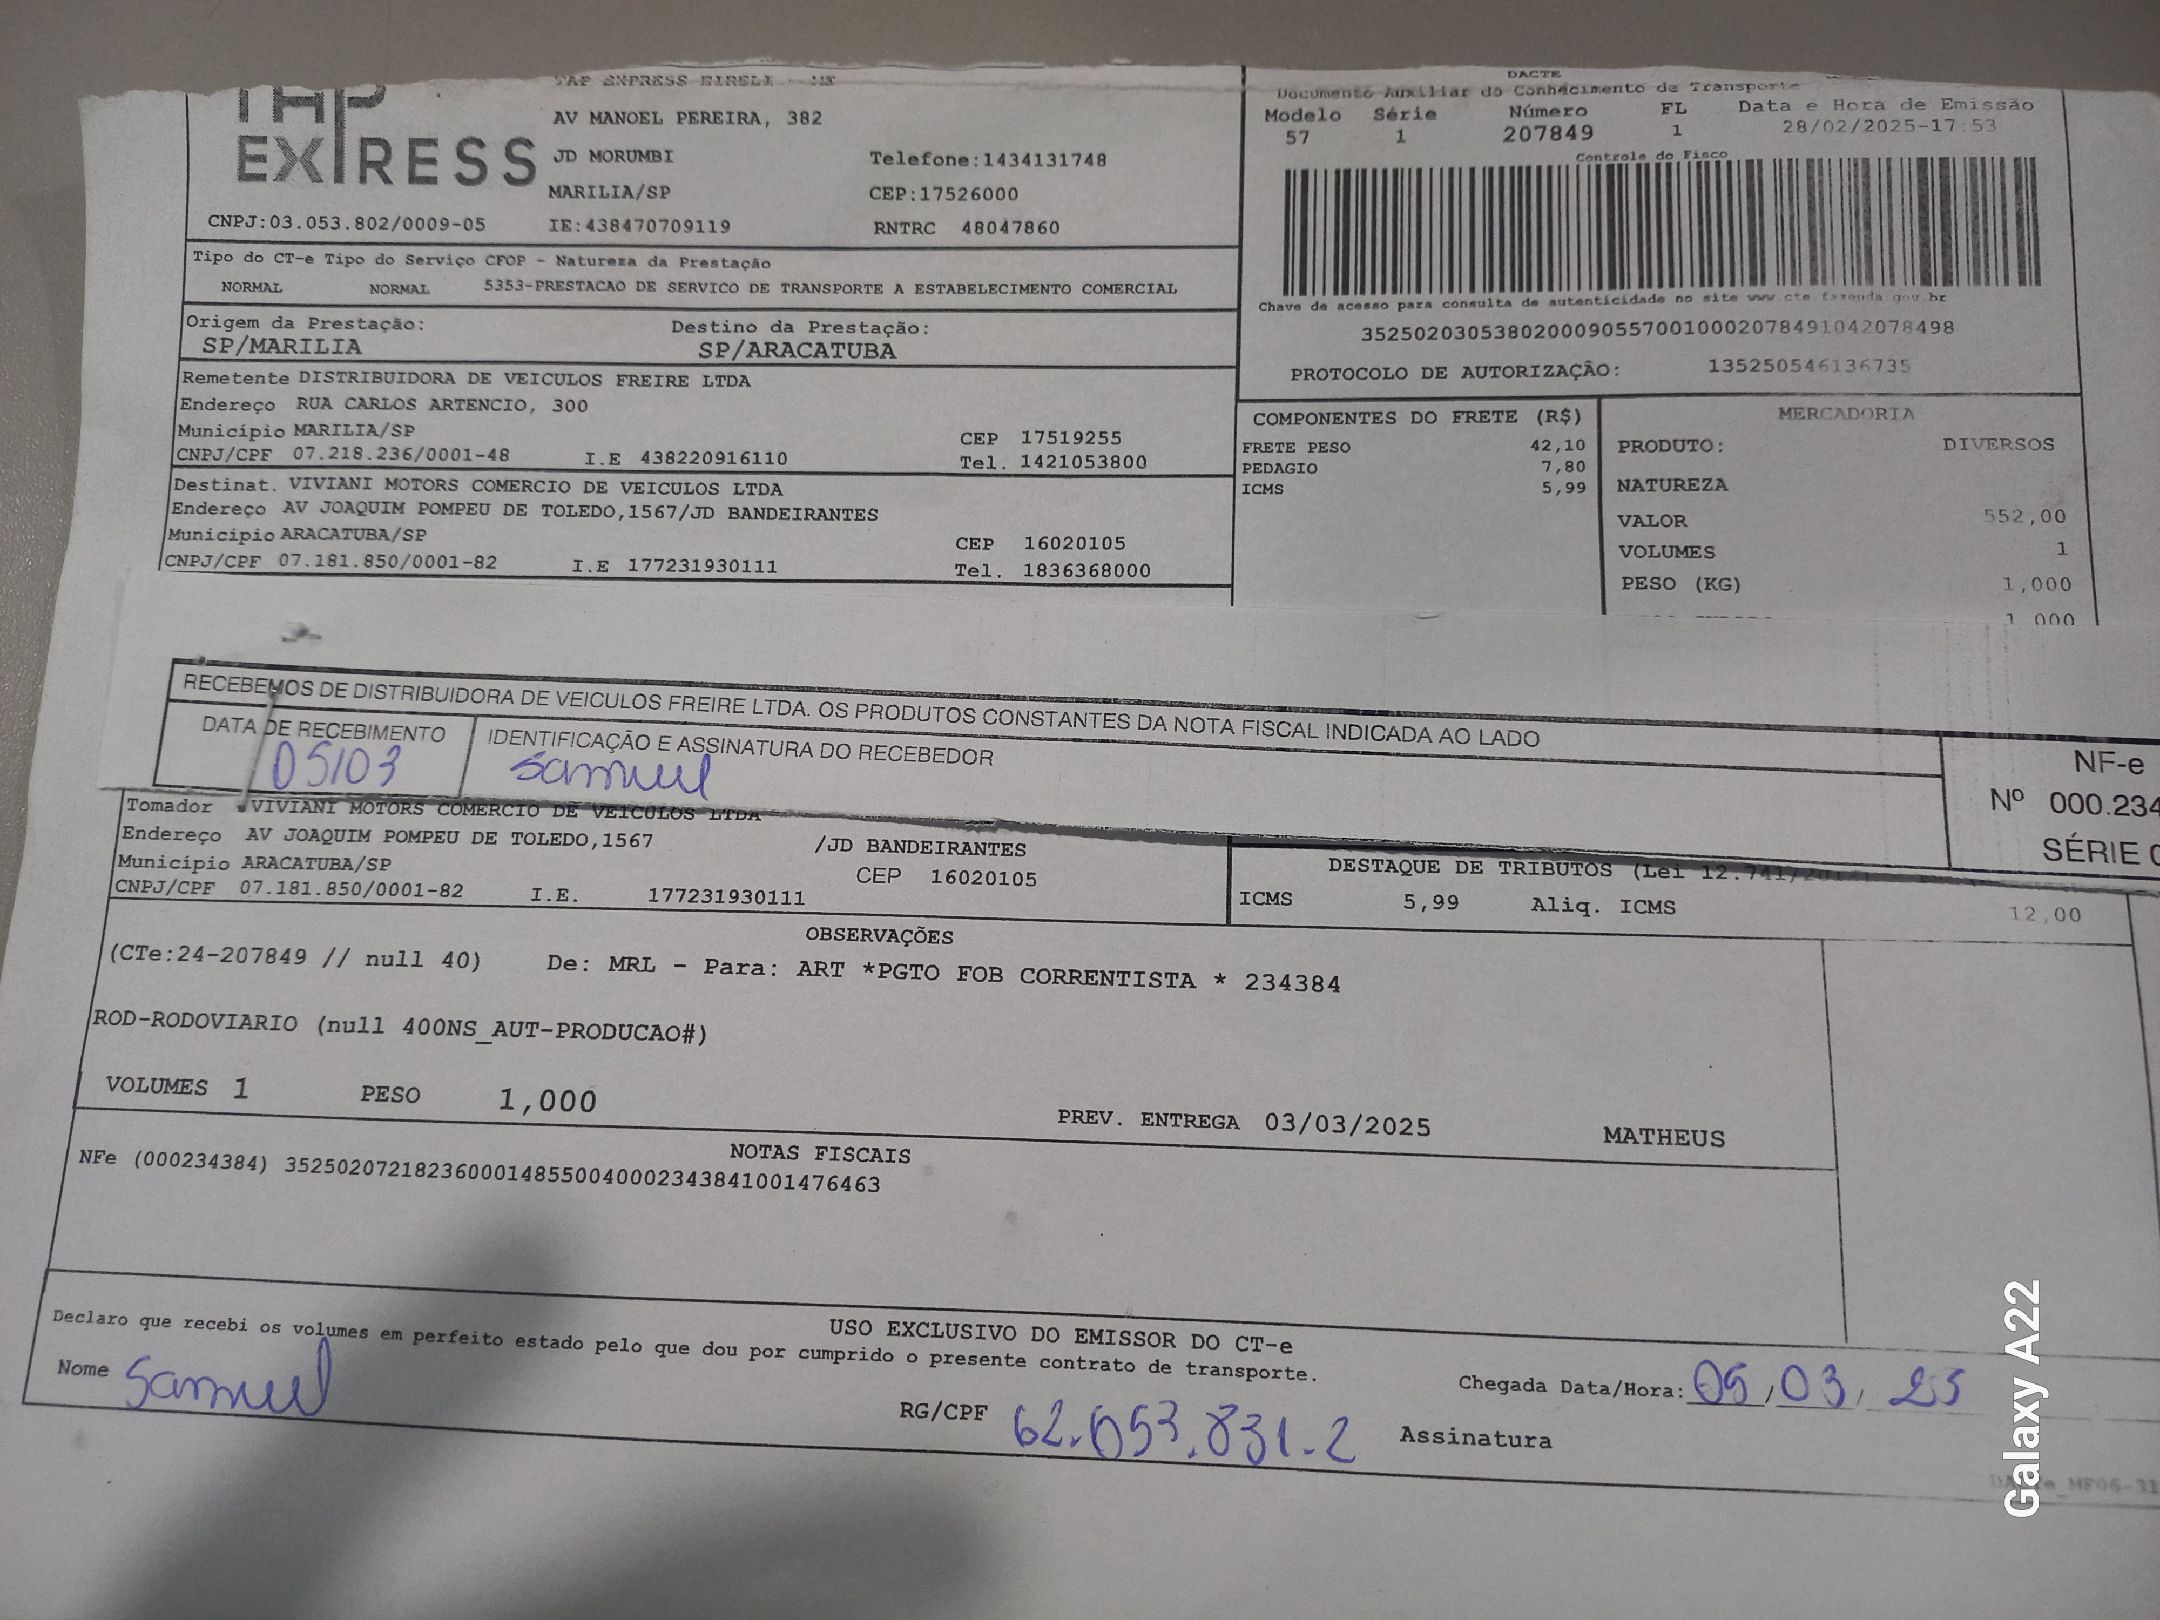 TAP
EXPRESS
TAP EXPRESS EIRELI - ME
AV MANOEL PEREIRA, 382
JD MORUMBI Telefone:1434131748
MARILIA/SP CEP:17526000
CNPJ:03.053.802/0009-05 IE:438470709119 RNTRC 48047860
DACTE
Documento Auxiliar do Conhecimento de Transporte
Modelo Série Número FL Data e Hora de Emissão
57 1 207849 1 28/02/2025-17:53
Controle do Fisco
Chave de acesso para consulta de autenticidade no site www.cte.fazenda.gov.br
35250203053802000905570010002078491042078498
PROTOCOLO DE AUTORIZAÇÃO: 135250546136735
Tipo do CT-e Tipo do Serviço CFOP - Natureza da Prestação
NORMAL NORMAL 5353-PRESTACAO DE SERVICO DE TRANSPORTE A ESTABELECIMENTO COMERCIAL
Origem da Prestação: Destino da Prestação:
SP/MARILIA SP/ARACATUBA
Remetente DISTRIBUIDORA DE VEICULOS FREIRE LTDA
Endereço RUA CARLOS ARTENCIO, 300
Município MARILIA/SP CEP 17519255
CNPJ/CPF 07.218.236/0001-48 I.E 438220916110 Tel. 1421053800
Destinat. VIVIANI MOTORS COMERCIO DE VEICULOS LTDA
Endereço AV JOAQUIM POMPEU DE TOLEDO,1567/JD BANDEIRANTES
Município ARACATUBA/SP CEP 16020105
CNPJ/CPF 07.181.850/0001-82 I.E 177231930111 Tel. 1836368000
COMPONENTES DO FRETE (R$)
FRETE PESO 42,10
PEDAGIO 7,80
ICMS 5,99
MERCADORIA
PRODUTO: DIVERSOS
NATUREZA
VALOR 552,00
VOLUMES 1
PESO (KG) 1,000
1,000
RECEBEMOS DE DISTRIBUIDORA DE VEICULOS FREIRE LTDA. OS PRODUTOS CONSTANTES DA NOTA FISCAL INDICADA AO LADO
DATA DE RECEBIMENTO IDENTIFICAÇÃO E ASSINATURA DO RECEBEDOR
05/03 Samuel
NF-e
Nº 000.234
SÉRIE 0
Tomador VIVIANI MOTORS COMERCIO DE VEICULOS LTDA
Endereço AV JOAQUIM POMPEU DE TOLEDO,1567 /JD BANDEIRANTES
Município ARACATUBA/SP CEP 16020105
CNPJ/CPF 07.181.850/0001-82 I.E. 177231930111
DESTAQUE DE TRIBUTOS (Lei 12.741/2012)
ICMS 5,99 Aliq. ICMS 12,00
OBSERVAÇÕES
(CTe:24-207849 // null 40) De: MRL - Para: ART *PGTO FOB CORRENTISTA * 234384
ROD-RODOVIARIO (null 400NS_AUT-PRODUCAO#)
VOLUMES 1 PESO 1,000 PREV. ENTREGA 03/03/2025 MATHEUS
NOTAS FISCAIS
NFe (000234384) 35250207218236000148550040002343841001476463
USO EXCLUSIVO DO EMISSOR DO CT-e
Declaro que recebi os volumes em perfeito estado pelo que dou por cumprido o presente contrato de transporte.
Nome Samuel RG/CPF 62.053.831-2 Chegada Data/Hora: 05/03/25
Assinatura
Galaxy A22